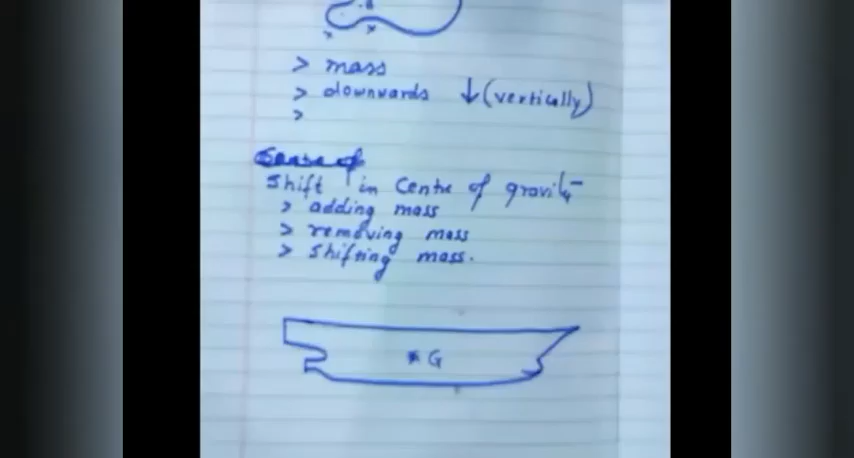 > mass
> downwards ↓ (vertically)
>
Shift in Centre of gravity
> adding mass
> removing mass
> Shifting mass.
G